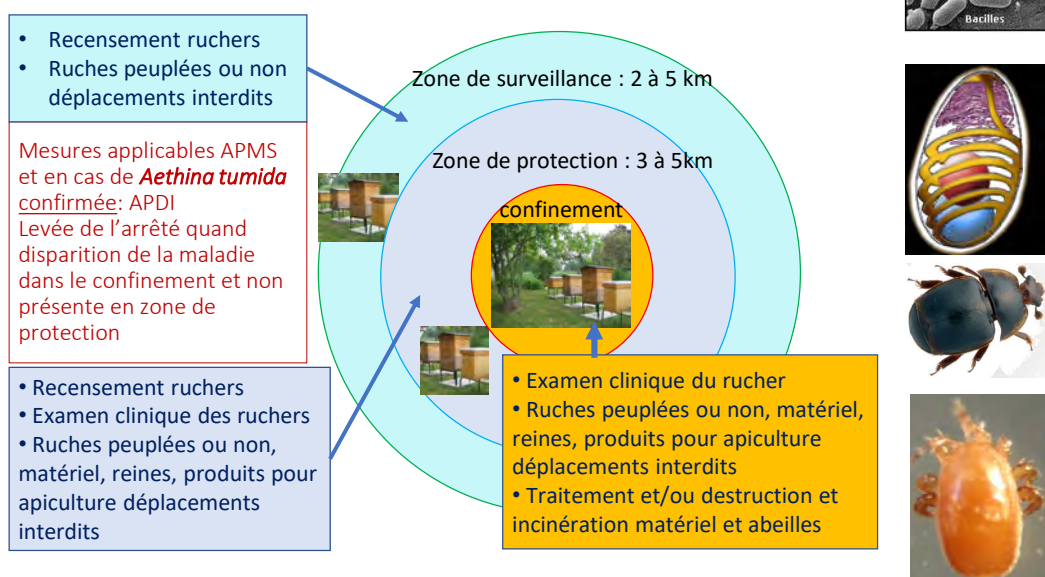 • Recensement ruchers
• Ruches peuplées ou non
déplacements interdits
Mesures applicables APMS
et en cas de Aethina tumida
confirmée: APDI
Levée de l’arrêté quand
disparition de la maladie
dans le confinement et non
présente en zone de
protection
• Recensement ruchers
• Examen clinique des ruchers
• Ruches peuplées ou non,
matériel, reines, produits pour
apiculture déplacements
interdits
Zone de surveillance : 2 à 5 km
Zone de protection : 3 à 5km
confinement
• Examen clinique du rucher
• Ruches peuplées ou non, matériel,
reines, produits pour apiculture
déplacements interdits
• Traitement et/ou destruction et
incinération matériel et abeilles
Bacilles